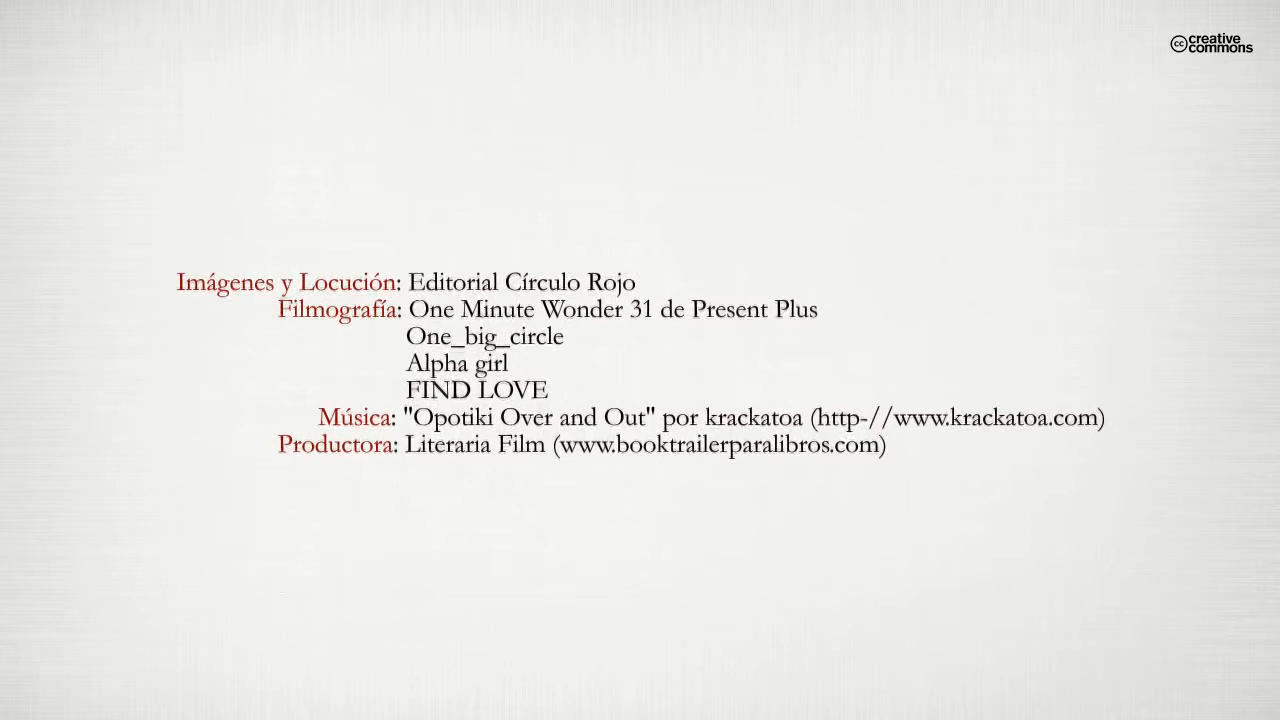 cc creative
commons
Imágenes y Locución: Editorial Círculo Rojo
Filmografía: One Minute Wonder 31 de Present Plus
One_big_circle
Alpha girl
FIND LOVE
Música: "Opotiki Over and Out" por krackatoa (http-//www.krackatoa.com)
Productora: Literaria Film (www.booktrailerparalibros.com)